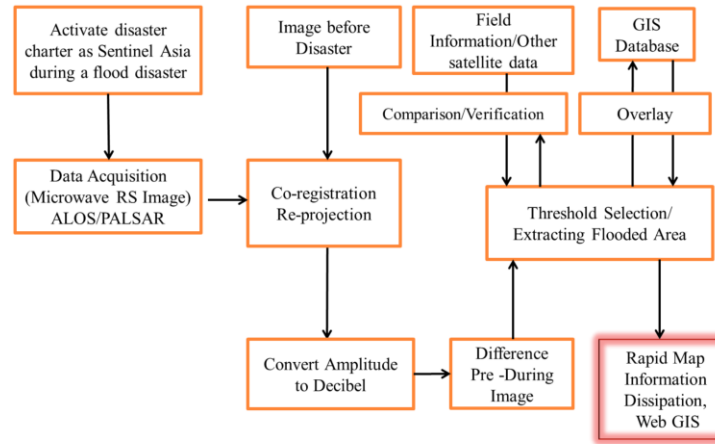 Activate disaster
charter as Sentinel Asia
during a flood disaster
Image before
Disaster
Field
Information/Other
satellite data
GIS
Database
Comparison/Verification
Overlay
Data Acquisition
(Microwave RS Image)
ALOS/PALSAR
Co-registration
Re-projection
Threshold Selection/
Extracting Flooded Area
Convert Amplitude
to Decibel
Difference
Pre -During
Image
Rapid Map
Information
Dissipation,
Web GIS